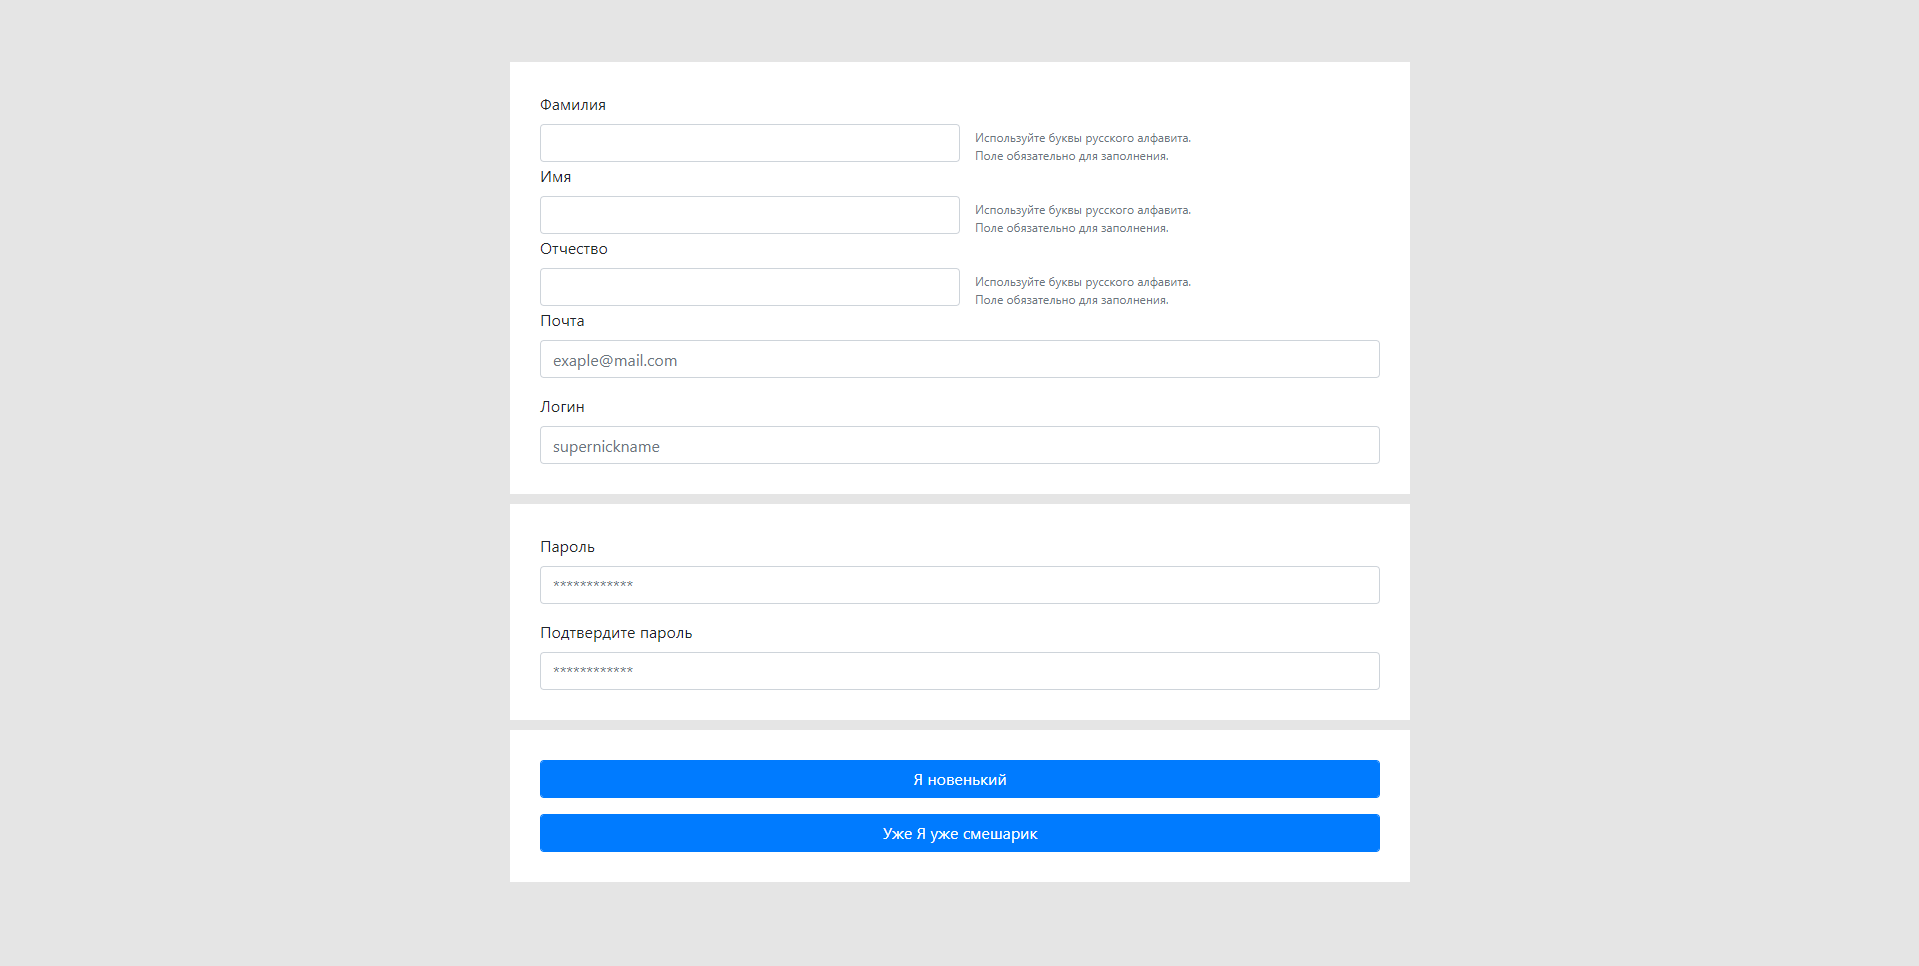 Фамилия
Используйте буквы русского алфавита.
Поле обязательно для заполнения.
Имя
Используйте буквы русского алфавита.
Поле обязательно для заполнения.
Отчество
Используйте буквы русского алфавита.
Поле обязательно для заполнения.
Почта
exaple@mail.com
Логин
supernickname
Пароль
************
Подтвердите пароль
************
Я новенький
Уже Я уже смешарик